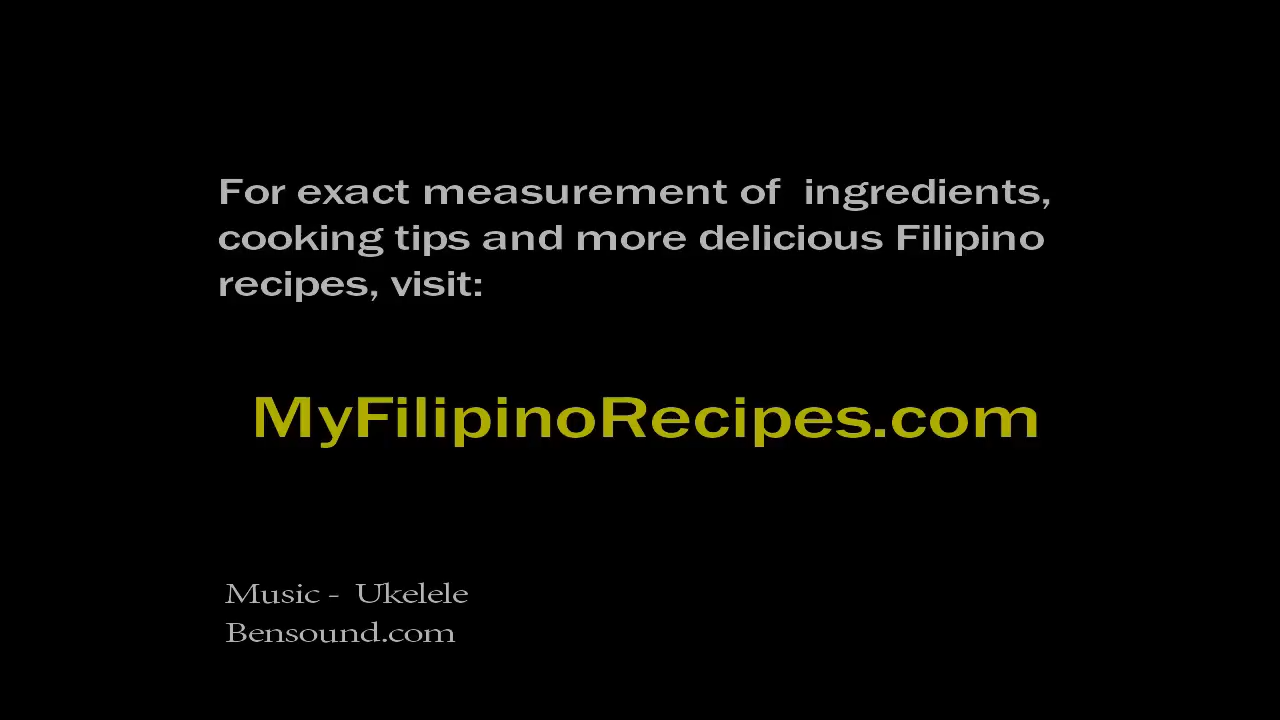 For exact measurement of  ingredients,
cooking tips and more delicious Filipino
recipes, visit:
MyFilipinoRecipes.com
Music -  Ukelele
Bensound.com